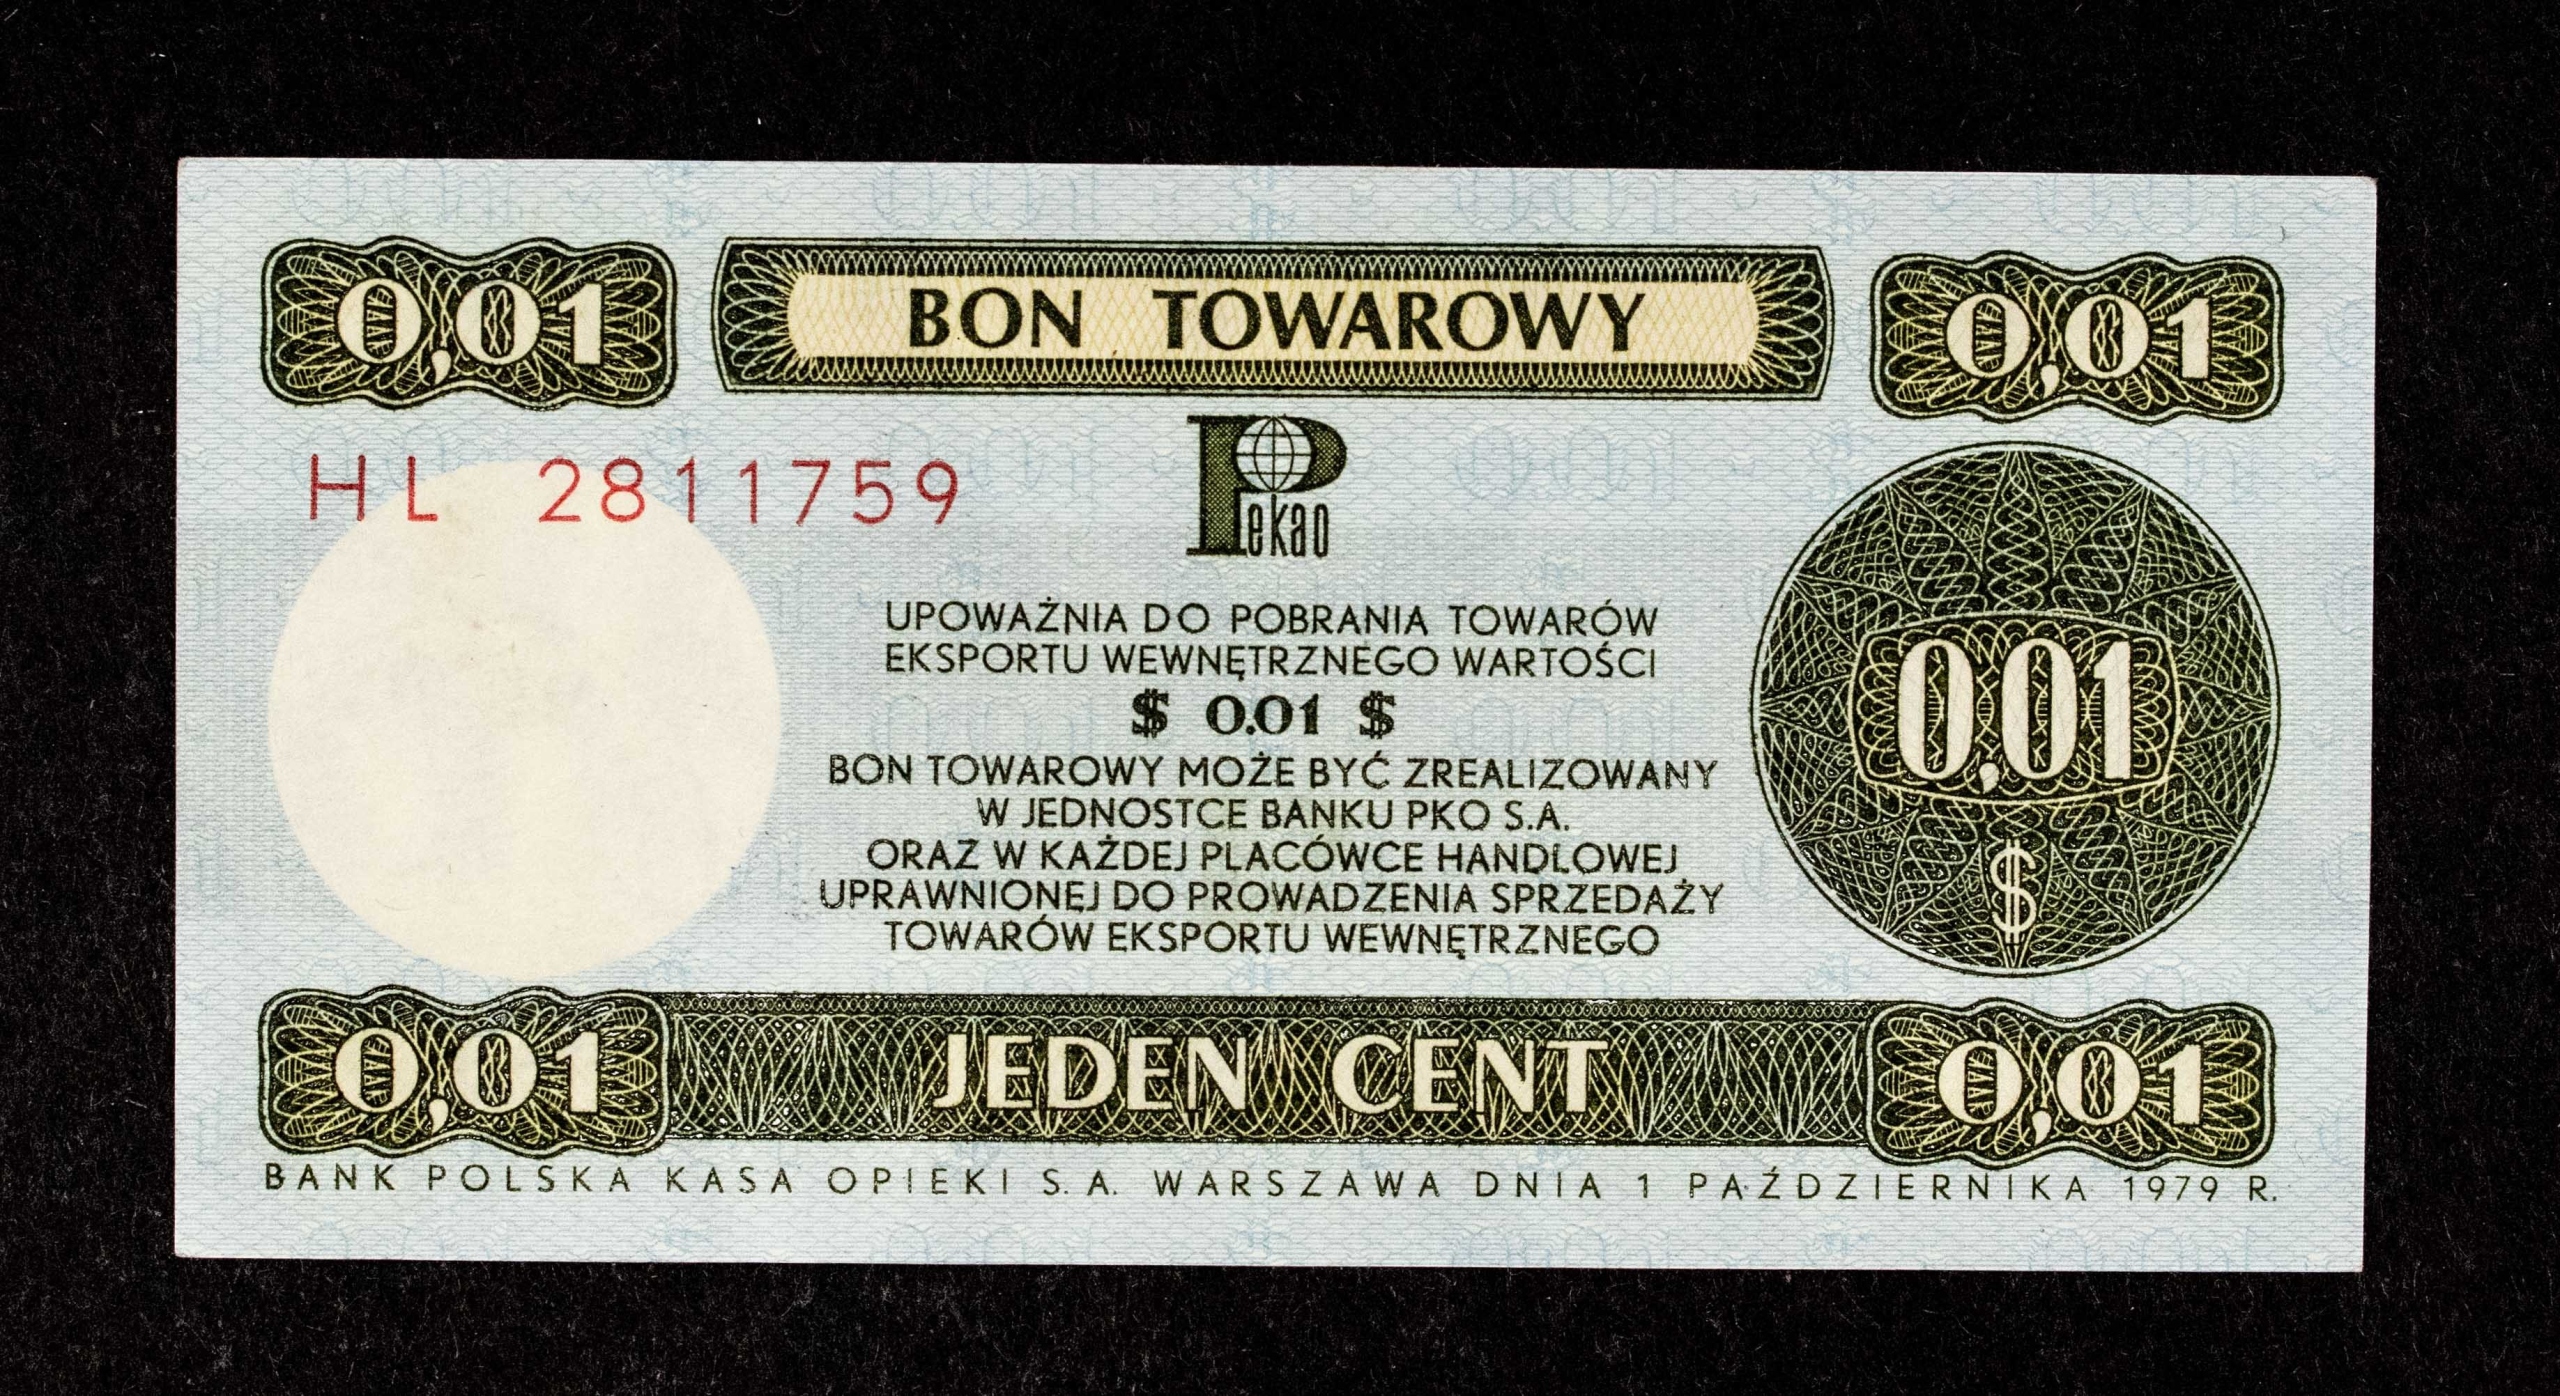 0,01 BON TOWAROWY 0,01
HL 2811759
Pekao
UPOWAŻNIA DO POBRANIA TOWARÓW
EKSPORTU WEWNĘTRZNEGO WARTOŚCI
$ 0.01 $
BON TOWAROWY MOŻE BYĆ ZREALIZOWANY
W JEDNOSTCE BANKU PKO S.A.
ORAZ W KAŻDEJ PLACÓWCE HANDLOWEJ
UPRAWNIONEJ DO PROWADZENIA SPRZEDAŻY
TOWARÓW EKSPORTU WEWNĘTRZNEGO
0,01
$
0,01 JEDEN CENT 0,01
BANK POLSKA KASA OPIEKI S.A. WARSZAWA DNIA 1 PAŹDZIERNIKA 1979 R.